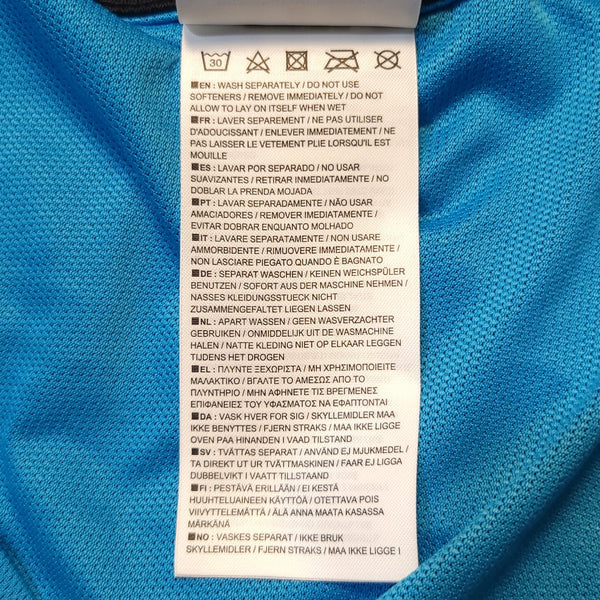 30
EN : WASH SEPARATELY / DO NOT USE
SOFTENERS / REMOVE IMMEDIATELY / DO NOT
ALLOW TO LAY ON ITSELF WHEN WET
FR : LAVER SEPAREMENT / NE PAS UTILISER
D'ADOUCISSANT / ENLEVER IMMEDIATEMENT / NE
PAS LAISSER LE VETEMENT PLIE LORSQU'IL EST
MOUILLE
ES : LAVAR POR SEPARADO / NO USAR
SUAVIZANTES / RETIRAR INMEDIATAMENTE / NO
DOBLAR LA PRENDA MOJADA
PT : LAVAR SEPARADAMENTE / NÃO USAR
AMACIADORES / REMOVER IMEDIATAMENTE /
EVITAR DOBRAR ENQUANTO MOLHADO
IT : LAVARE SEPARATAMENTE / NON USARE
AMMORBIDENTE / RIMUOVERE IMMEDIATAMENTE /
NON LASCIARE PIEGATO QUANDO È BAGNATO
DE : SEPARAT WASCHEN / KEINEN WEICHSPÜLER
BENUTZEN / SOFORT AUS DER MASCHINE NEHMEN /
NASSES KLEIDUNGSSTUECK NICHT
ZUSAMMENGEFALTET LIEGEN LASSEN
NL : APART WASSEN / GEEN WASVERZACHTER
GEBRUIKEN / ONMIDDELIJK UIT DE WASMACHINE
HALEN / NATTE KLEDING NIET OP ELKAAR LEGGEN
TIJDENS HET DROGEN
EL : ΠΛΥΝΤΕ ΞΕΧΩΡΙΣΤΑ / ΜΗ ΧΡΗΣΙΜΟΠΟΙΕΙΤΕ
ΜΑΛΑΚΤΙΚΟ / ΒΓΑΛΤΕ ΤΟ ΑΜΕΣΩΣ ΑΠΟ ΤΟ
ΠΛΥΝΤΗΡΙΟ / ΜΗΝ ΑΦΗΝΕΤΕ ΤΙΣ ΒΡΕΓΜΕΝΕΣ
ΕΠΙΦΑΝΕΙΕΣ ΤΟΥ ΥΦΑΣΜΑΤΟΣ ΝΑ ΕΦΑΠΤΟΝΤΑΙ
DA : VASK HVER FOR SIG / SKYLLEMIDLER MAA
IKKE BENYTTES / FJERN STRAKS / MAA IKKE LIGGE
OVEN PAA HINANDEN I VAAD TILSTAND
SV : TVÄTTAS SEPARAT / ANVÄND EJ MJUKMEDEL /
TA DIREKT UT UR TVÄTTMASKINEN / FAAR EJ LIGGA
DUBBELVIKT I VAATT TILLSTAAND
FI : PESTÄVÄ ERILLÄÄN / EI KESTÄ
HUUHTELUAINEEN KÄYTTÖÄ / OTETTAVA POIS
VIIVYTTELEMÄTTÄ / ÄLÄ ANNA MAATA KASASSA
MÄRKÄNÄ
NO : VASKES SEPARAT / IKKE BRUK
SKYLLEMIDLER / FJERN STRAKS / MAA IKKE LIGGE I